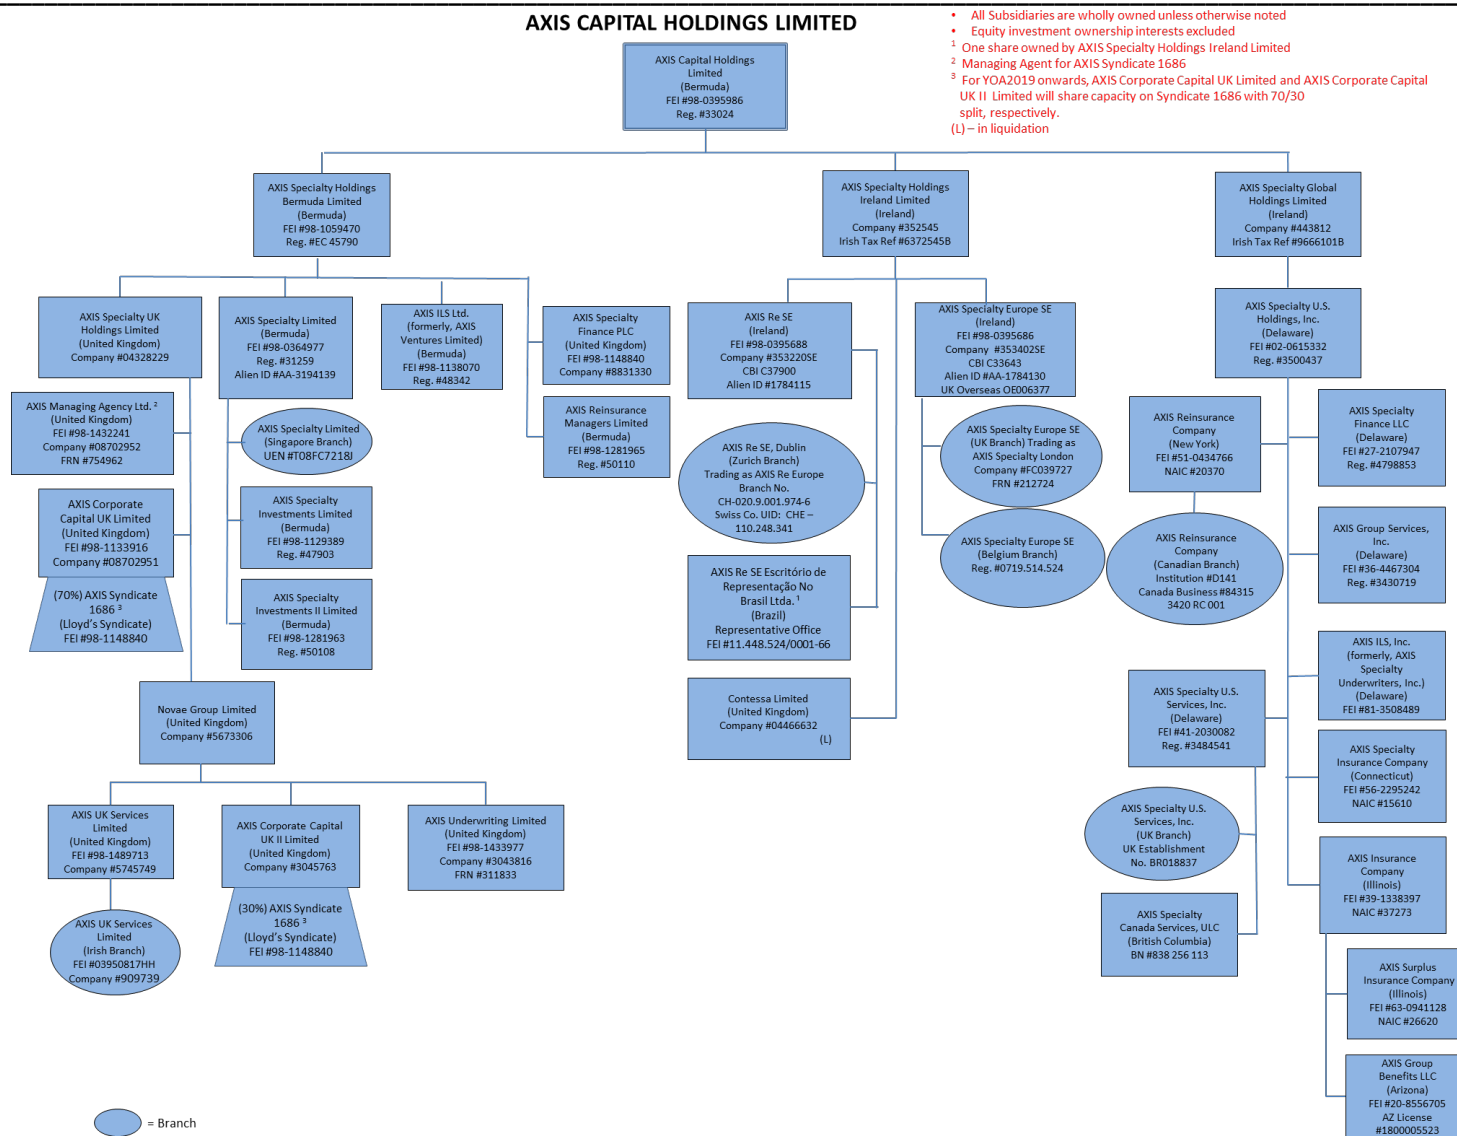 AXIS CAPITAL HOLDINGS LIMITED
• All Subsidiaries are wholly owned unless otherwise noted
• Equity investment ownership interests excluded
1 One share owned by AXIS Specialty Holdings Ireland Limited
2 Managing Agent for AXIS Syndicate 1686
3 For YOA2019 onwards, AXIS Corporate Capital UK Limited and AXIS Corporate Capital
UK II Limited will share capacity on Syndicate 1686 with 70/30
split, respectively.
(L) – in liquidation
AXIS Capital Holdings
Limited
(Bermuda)
FEI #98-0395986
Reg. #33024
AXIS Specialty Holdings
Bermuda Limited
(Bermuda)
FEI #98-1059470
Reg. #EC 45790
AXIS Specialty Holdings
Ireland Limited
(Ireland)
Company #352545
Irish Tax Ref #6372545B
AXIS Specialty Global
Holdings Limited
(Ireland)
Company #443812
Irish Tax Ref #9666101B
AXIS Specialty UK
Holdings Limited
(United Kingdom)
Company #04328229
AXIS Specialty Limited
(Bermuda)
FEI #98-0364977
Reg. #31259
Alien ID #AA-3194139
AXIS ILS Ltd.
(formerly, AXIS
Ventures Limited)
(Bermuda)
FEI #98-1138070
Reg. #48342
AXIS Specialty
Finance PLC
(United Kingdom)
FEI #98-1148840
Company #8831330
AXIS Re SE
(Ireland)
FEI #98-0395688
Company #353220SE
CBI C37900
Alien ID #1784115
AXIS Specialty Europe SE
(Ireland)
FEI #98-0395686
Company #353402SE
CBI C33643
Alien ID #AA-1784130
UK Overseas OE006377
AXIS Specialty U.S.
Holdings, Inc.
(Delaware)
FEI #02-0615332
Reg. #3500437
AXIS Managing Agency Ltd. 2
(United Kingdom)
FEI #98-1432241
Company #08702952
FRN #754962
AXIS Specialty Limited
(Singapore Branch)
UEN #T08FC7218J
AXIS Reinsurance
Managers Limited
(Bermuda)
FEI #98-1281965
Reg. #50110
AXIS Re SE, Dublin
(Zurich Branch)
Trading as AXIS Re Europe
Branch No.
CH-020.9.001.974-6
Swiss Co. UID: CHE –
110.248.341
AXIS Specialty Europe SE
(UK Branch) Trading as
AXIS Specialty London
Company #FC039727
FRN #212724
AXIS Reinsurance
Company
(New York)
FEI #51-0434766
NAIC #20370
AXIS Specialty
Finance LLC
(Delaware)
FEI #27-2107947
Reg. #4798853
AXIS Corporate
Capital UK Limited
(United Kingdom)
FEI #98-1133916
Company #08702951
(70%) AXIS Syndicate
1686 3
(Lloyd's Syndicate)
FEI #98-1148840
AXIS Specialty
Investments Limited
(Bermuda)
FEI #98-1129389
Reg. #47903
AXIS Specialty
Investments II Limited
(Bermuda)
FEI #98-1281963
Reg. #50108
AXIS Re SE Escritório de
Representação No
Brasil Ltda. 1
(Brazil)
Representative Office
FEI #11.448.524/0001-66
AXIS Specialty Europe SE
(Belgium Branch)
Reg. #0719.514.524
AXIS Reinsurance
Company
(Canadian Branch)
Institution #D141
Canada Business #84315
3420 RC 001
AXIS Group Services,
Inc.
(Delaware)
FEI #36-4467304
Reg. #3430719
Novae Group Limited
(United Kingdom)
Company #5673306
Contessa Limited
(United Kingdom)
Company #04466632
(L)
AXIS Specialty U.S.
Services, Inc.
(Delaware)
FEI #41-2030082
Reg. #3484541
AXIS ILS, Inc.
(formerly, AXIS
Specialty
Underwriters, Inc.)
(Delaware)
FEI #81-3508489
AXIS Specialty
Insurance Company
(Connecticut)
FEI #56-2295242
NAIC #15610
AXIS UK Services
Limited
(United Kingdom)
FEI #98-1489713
Company #5745749
AXIS Corporate Capital
UK II Limited
(United Kingdom)
Company #3045763
AXIS Underwriting Limited
(United Kingdom)
FEI #98-1433977
Company #3043816
FRN #311833
AXIS Specialty U.S.
Services, Inc.
(UK Branch)
UK Establishment
No. BR018837
AXIS Insurance
Company
(Illinois)
FEI #39-1338397
NAIC #37273
AXIS UK Services
Limited
(Irish Branch)
FEI #03950817HH
Company #909739
(30%) AXIS Syndicate
1686 3
(Lloyd's Syndicate)
FEI #98-1148840
AXIS Specialty
Canada Services, ULC
(British Columbia)
BN #838 256 113
AXIS Surplus
Insurance Company
(Illinois)
FEI #63-0941128
NAIC #26620
AXIS Group
Benefits LLC
(Arizona)
FEI #20-8556705
AZ License
#1800005523
= Branch